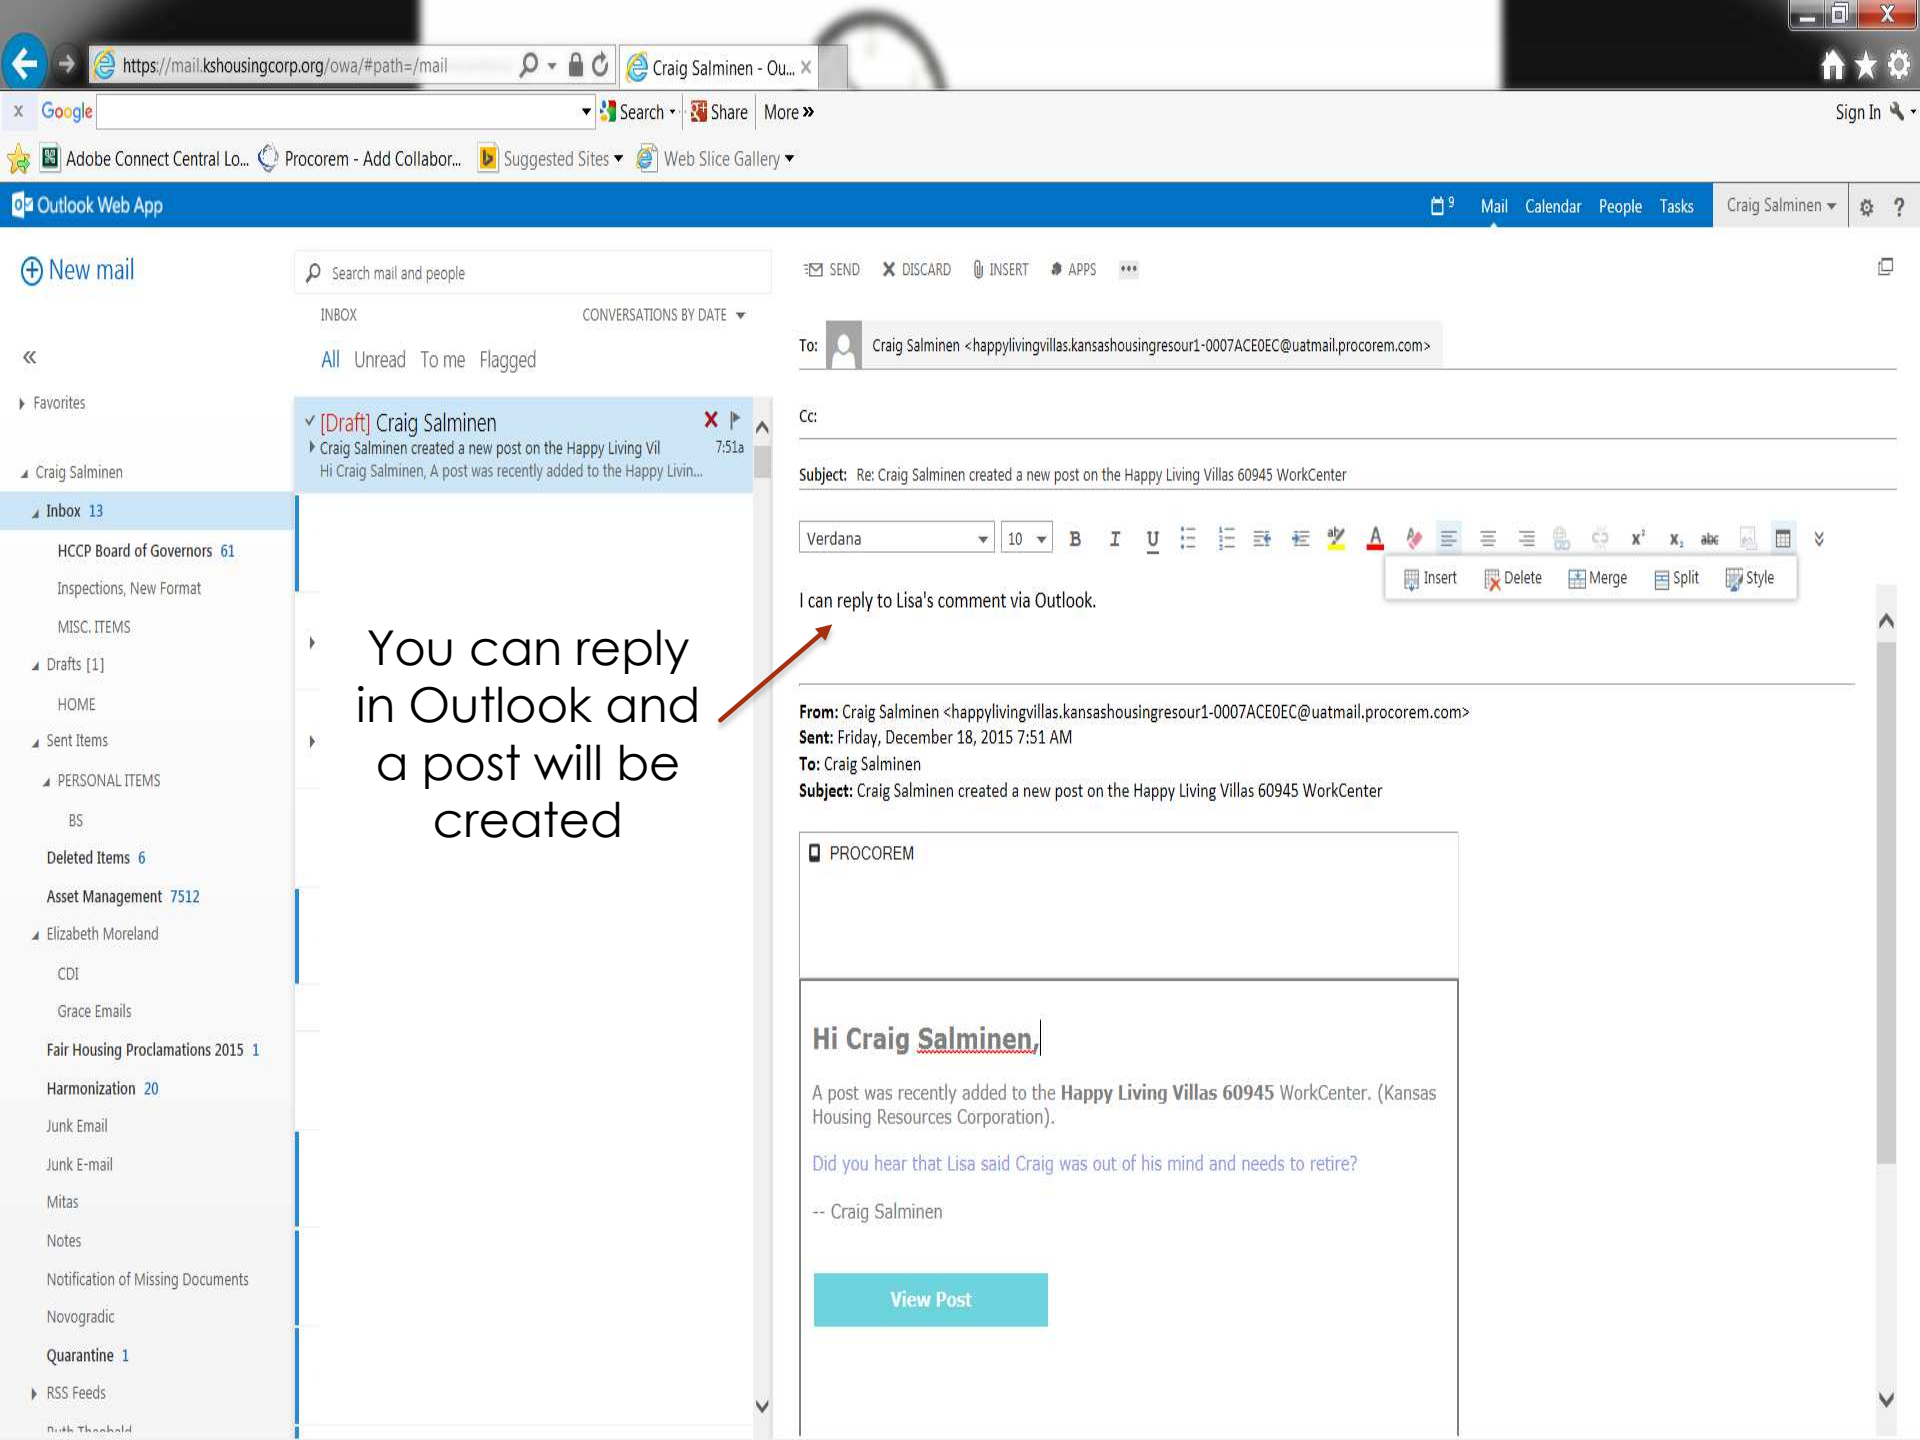 https://mail.kshousingcorp.org/owa/#path=/mail
Craig Salminen - Ou... ×
x Google
Search
Share
More »
Sign In
Adobe Connect Central Lo...
Procorem - Add Collabor...
Suggested Sites
Web Slice Gallery
Outlook Web App
9
Mail Calendar People Tasks
Craig Salminen
?
New mail
«
Favorites
Craig Salminen
Inbox 13
HCCP Board of Governors 61
Inspections, New Format
MISC. ITEMS
Drafts [1]
HOME
Sent Items
PERSONAL ITEMS
BS
Deleted Items 6
Asset Management 7512
Elizabeth Moreland
CDI
Grace Emails
Fair Housing Proclamations 2015 1
Harmonization 20
Junk Email
Junk E-mail
Mitas
Notes
Notification of Missing Documents
Novogradic
Quarantine 1
RSS Feeds
Search mail and people
INBOX
CONVERSATIONS BY DATE
All Unread To me Flagged
[Draft] Craig Salminen
Craig Salminen created a new post on the Happy Living Vil 7:51a
Hi Craig Salminen, A post was recently added to the Happy Livin...
You can reply
in Outlook and
a post will be
created
SEND DISCARD INSERT APPS •••
To: Craig Salminen <happylivingvillas.kansashousingresour1-0007ACE0EC@uatmail.procorem.com>
Cc:
Subject: Re: Craig Salminen created a new post on the Happy Living Villas 60945 WorkCenter
Verdana 10 B I U A x² x₂ abc
Insert Delete Merge Split Style
I can reply to Lisa's comment via Outlook.
From: Craig Salminen <happylivingvillas.kansashousingresour1-0007ACE0EC@uatmail.procorem.com>
Sent: Friday, December 18, 2015 7:51 AM
To: Craig Salminen
Subject: Craig Salminen created a new post on the Happy Living Villas 60945 WorkCenter
PROCOREM
Hi Craig Salminen,
A post was recently added to the Happy Living Villas 60945 WorkCenter. (Kansas
Housing Resources Corporation).
Did you hear that Lisa said Craig was out of his mind and needs to retire?
-- Craig Salminen
View Post